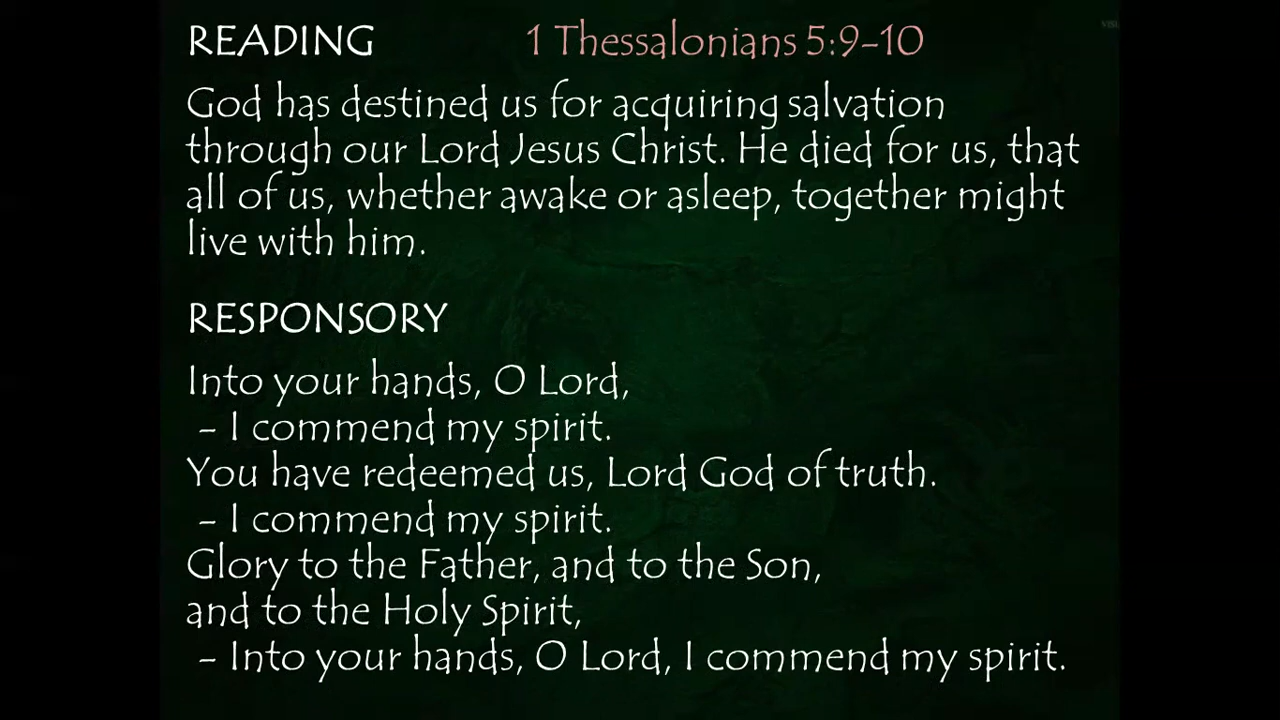 READING 1 Thessalonians 5:9-10
God has destined us for acquiring salvation
through our Lord Jesus Christ. He died for us, that
all of us, whether awake or asleep, together might
live with him.
RESPONSORY
Into your hands, O Lord,
- I commend my spirit.
You have redeemed us, Lord God of truth.
- I commend my spirit.
Glory to the Father, and to the Son,
and to the Holy Spirit,
- Into your hands, O Lord, I commend my spirit.